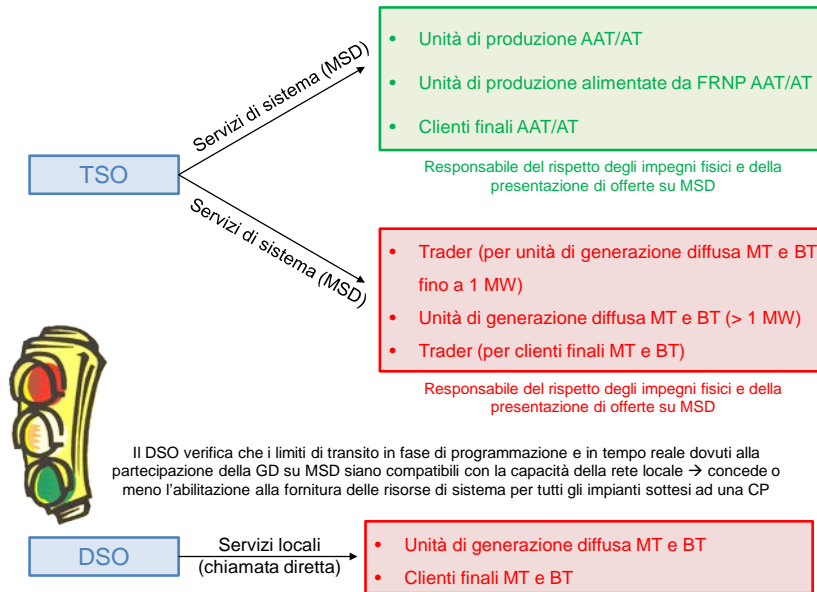 • Unità di produzione AAT/AT
• Unità di produzione alimentate da FRNP AAT/AT
• Clienti finali AAT/AT
Servizi di sistema (MSD)
Responsabile del rispetto degli impegni fisici e della
presentazione di offerte su MSD
TSO
Servizi di sistema (MSD)
• Trader (per unità di generazione diffusa MT e BT
fino a 1 MW)
• Unità di generazione diffusa MT e BT (> 1 MW)
• Trader (per clienti finali MT e BT)
Responsabile del rispetto degli impegni fisici e della
presentazione di offerte su MSD
Il DSO verifica che i limiti di transito in fase di programmazione e in tempo reale dovuti alla
partecipazione della GD su MSD siano compatibili con la capacità della rete locale → concede o
meno l'abilitazione alla fornitura delle risorse di sistema per tutti gli impianti sottesi ad una CP
DSO
Servizi locali
(chiamata diretta)
• Unità di generazione diffusa MT e BT
• Clienti finali MT e BT